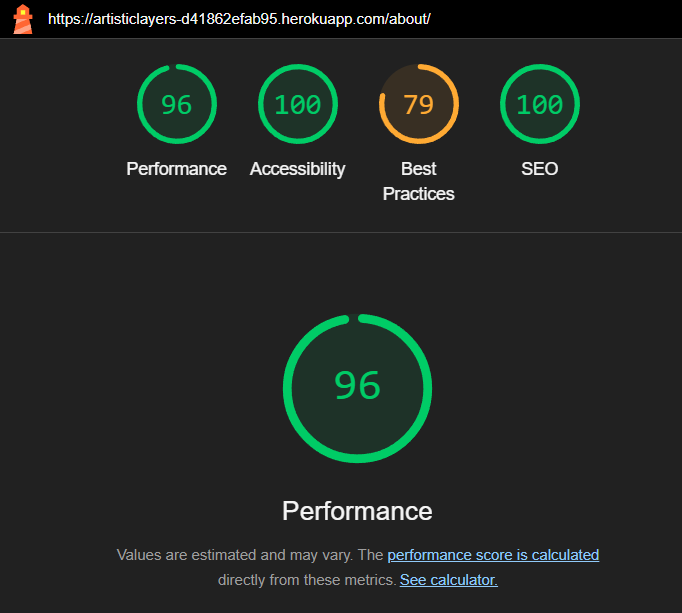 https://artisticlayers-d41862efab95.herokuapp.com/about/
96 100 79 100
Performance Accessibility Best Practices SEO
96
Performance
Values are estimated and may vary. The performance score is calculated
directly from these metrics. See calculator.